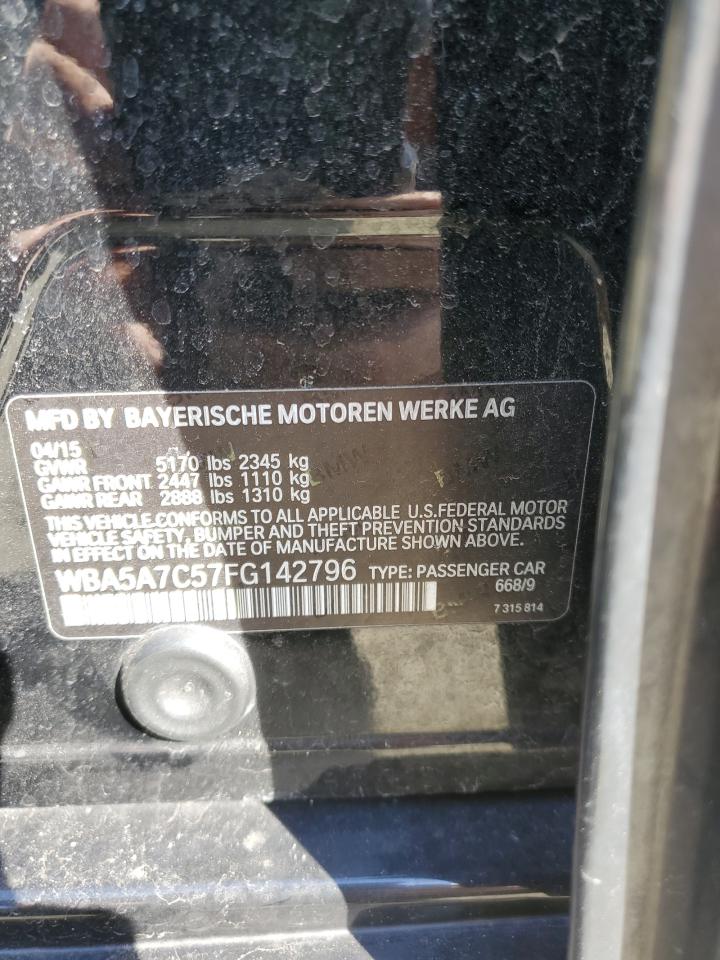 MFD BY BAYERISCHE MOTOREN WERKE AG
04/15
GVWR 5170 lbs 2345 kg
GAWR FRONT 2447 lbs 1110 kg
GAWR REAR 2888 lbs 1310 kg
THIS VEHICLE CONFORMS TO ALL APPLICABLE U.S.FEDERAL MOTOR
VEHICLE SAFETY, BUMPER AND THEFT PREVENTION STANDARDS
IN EFFECT ON THE DATE OF MANUFACTURE SHOWN ABOVE.
WBA5A7C57FG142796 TYPE: PASSENGER CAR
668/9
7 315 814
BMW
BMW